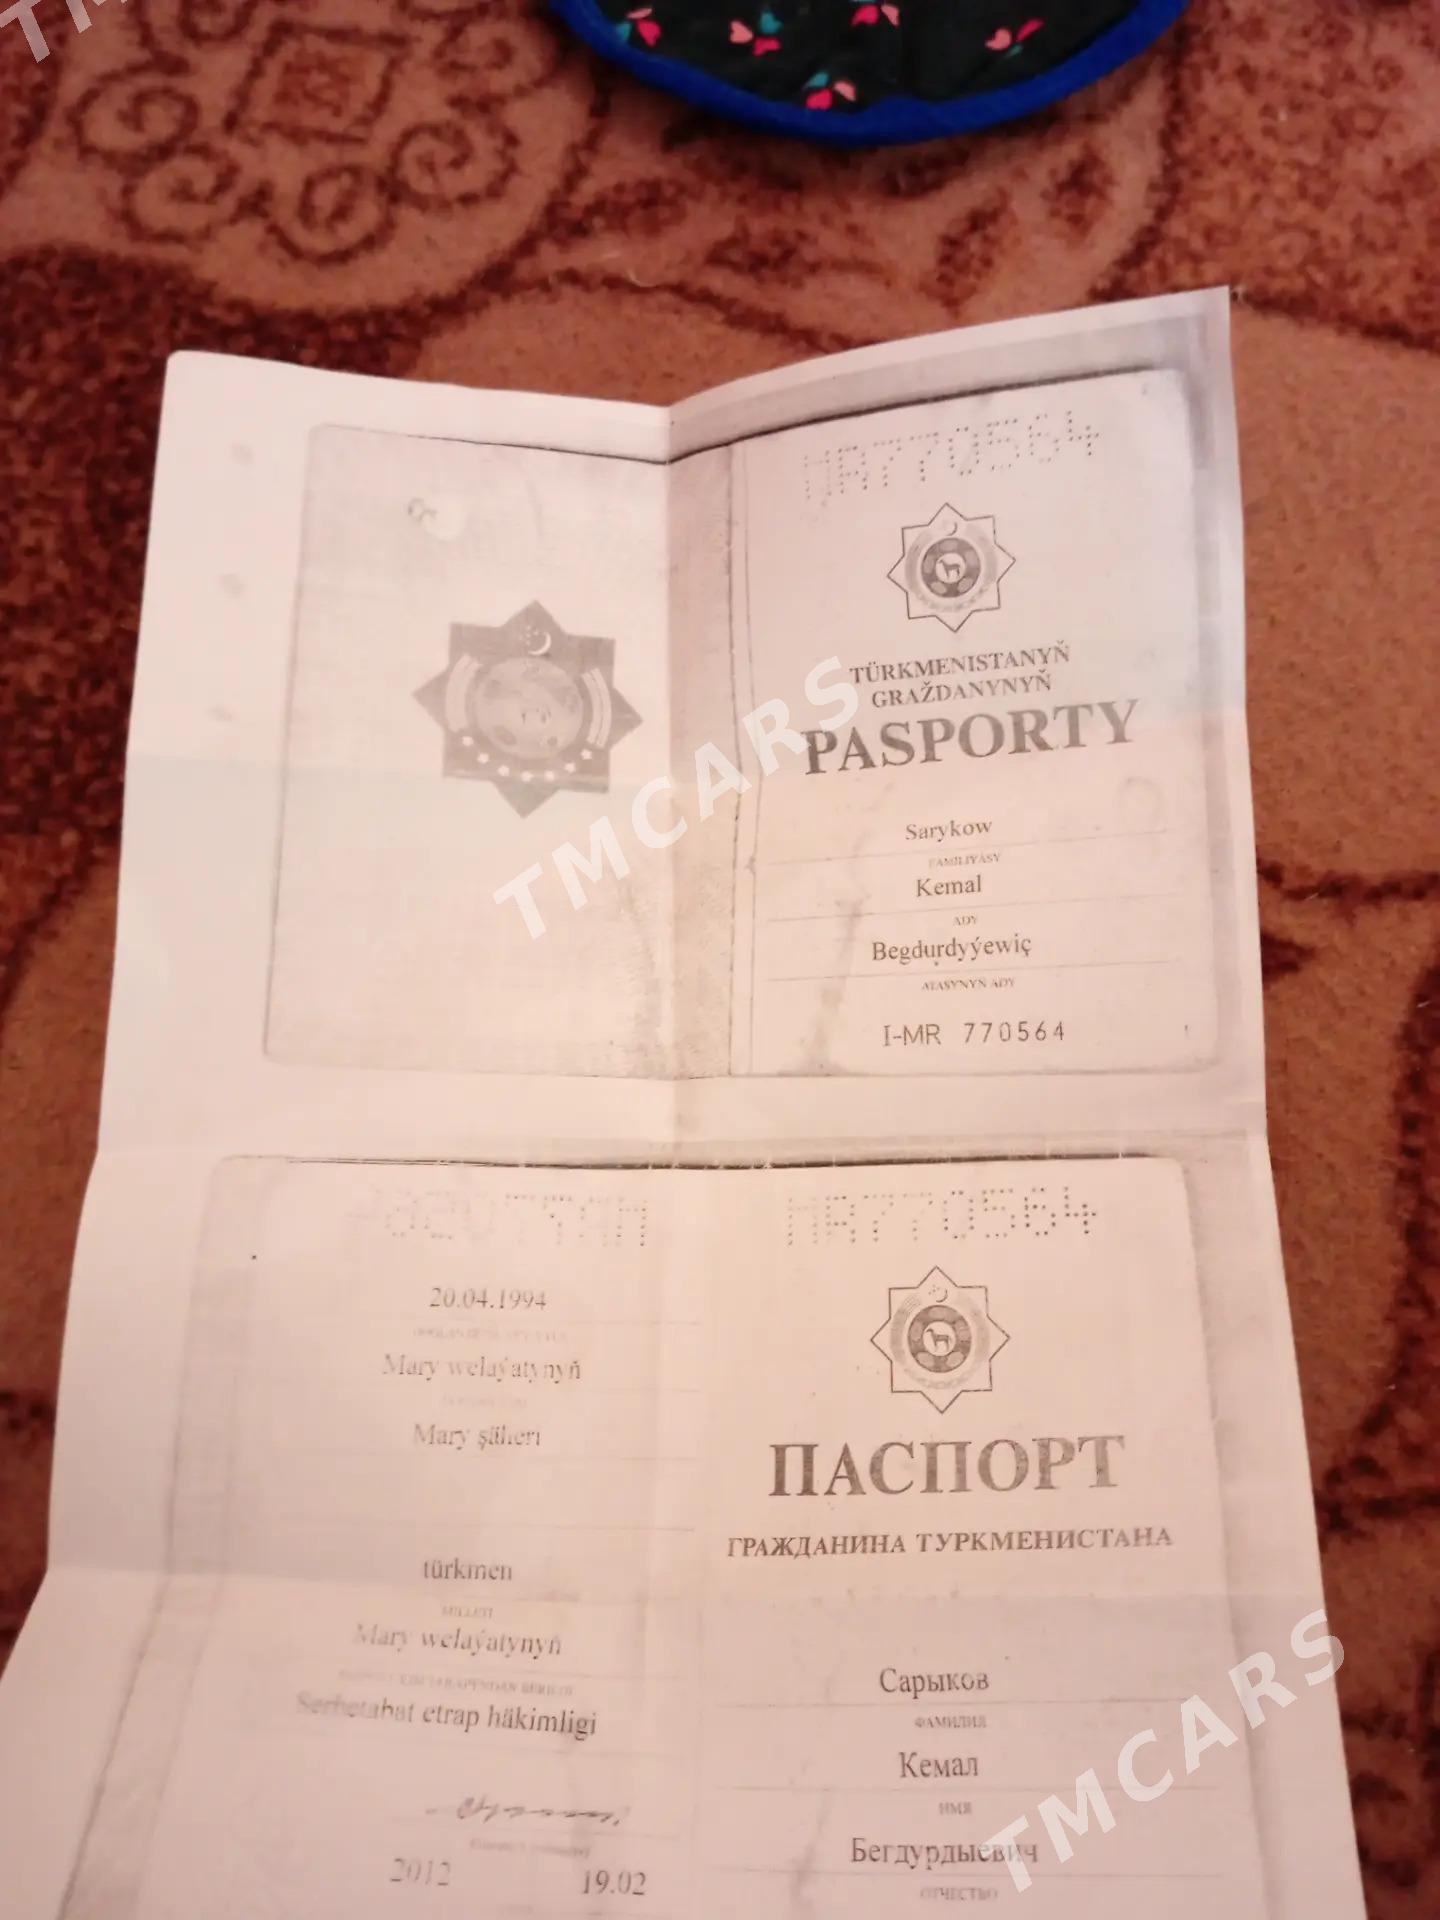 MR770564
TÜRKMENISTANYŇ
GRAŽDANYNYŇ
PASPORTY
Sarykow
FAMILIÝASY
Kemal
ADY
Begdurdyýewiç
ATASYNYŇ ADY
I-MR 770564
MR770564
20.04.1994
Mary welaýatynyň
Mary şäheri
türkmen
MILLETI
Mary welaýatynyň
Serhetabat etrap häkimligi
2012 19.02
MR770564
ПАСПОРТ
ГРАЖДАНИНА ТУРКМЕНИСТАНА
Сарыков
ФАМИЛИЯ
Кемал
ИМЯ
Бегдурдыевич
ОТЧЕСТВО
TMCARS
TMCARS